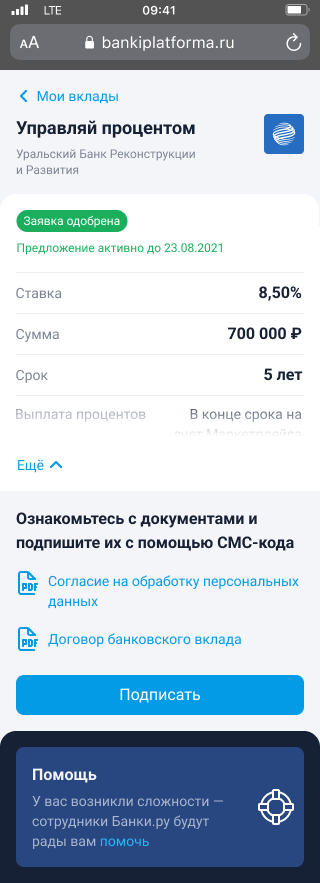 LTE 09:41
AA bankiplatforma.ru
Мои вклады
Управляй процентом
Уральский Банк Реконструкции
и Развития
Заявка одобрена
Предложение активно до 23.08.2021
Ставка 8,50%
Сумма 700 000 ₽
Срок 5 лет
Выплата процентов В конце срока на
счет Маркетплейса
Ещё
Ознакомьтесь с документами и
подпишите их с помощью СМС-кода
PDF Согласие на обработку персональных
данных
PDF Договор банковского вклада
Подписать
Помощь
У вас возникли сложности —
сотрудники Банки.ру будут
рады вам помочь